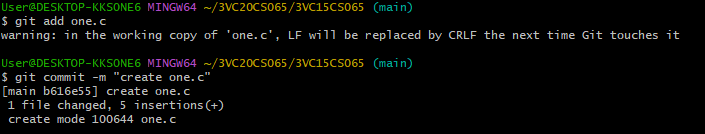 User@DESKTOP-KKSONE6 MINGW64 ~/3VC20CS065/3VC15CS065 (main)
$ git add one.c
warning: in the working copy of 'one.c', LF will be replaced by CRLF the next time Git touches it
User@DESKTOP-KKSONE6 MINGW64 ~/3VC20CS065/3VC15CS065 (main)
$ git commit -m "create one.c"
[main b616e55] create one.c
1 file changed, 5 insertions(+)
create mode 100644 one.c